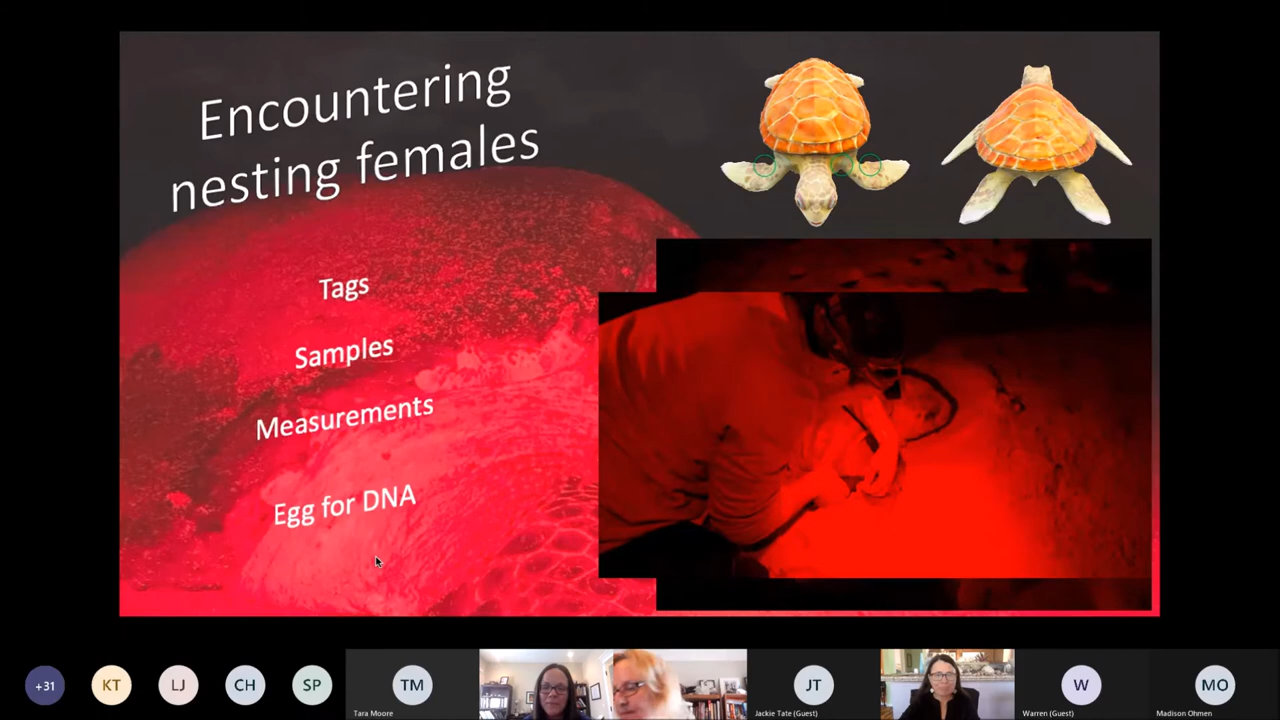 Encountering
nesting females
Tags
Samples
Measurements
Egg for DNA
+31
KT
LJ
CH
SP
TM
Tara Moore
JT
Jackie Tate (Guest)
W
Warren (Guest)
MO
Madison Ohmen